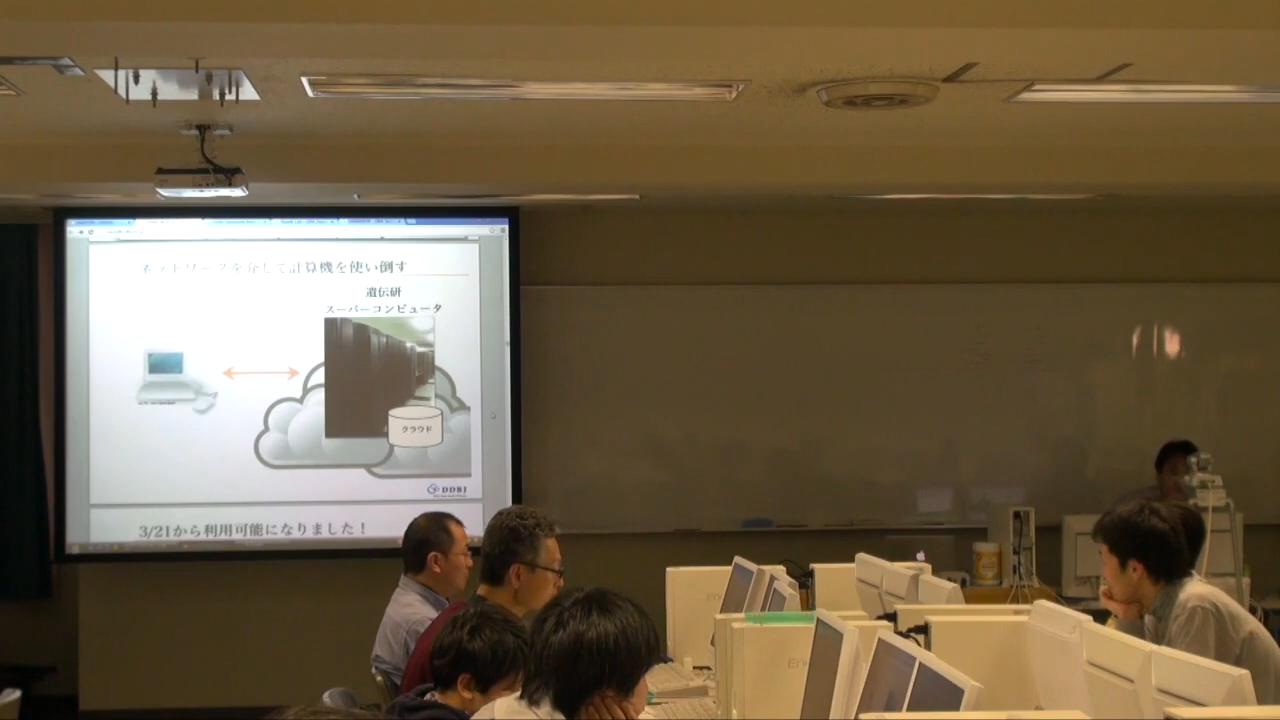 ネットワークを介して計算機を使い倒す
遺伝研
スーパーコンピュータ
クラウド
DDBJ
3/21から利用可能になりました！